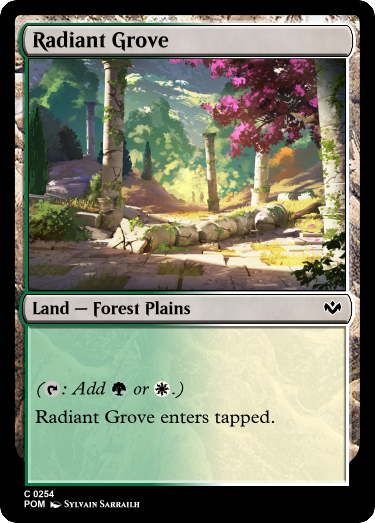 Radiant Grove
Land — Forest Plains
(: Add or .)
Radiant Grove enters tapped.
C 0254
POM Sylvain Sarrailh